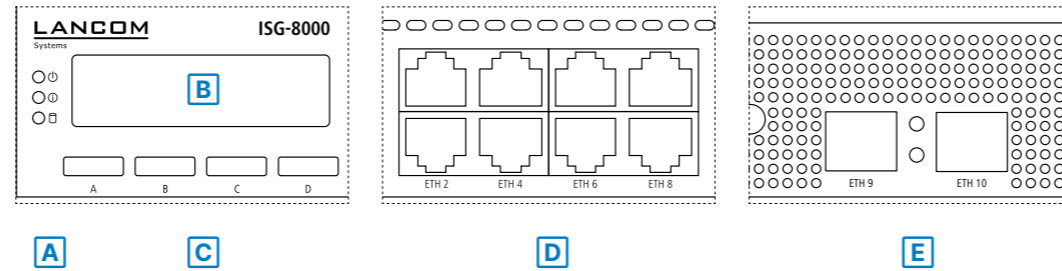 LANCOM ISG-8000
Systems
B
A B C D
ETH 2 ETH 4 ETH 6 ETH 8
ETH 9 ETH 10
A C D E